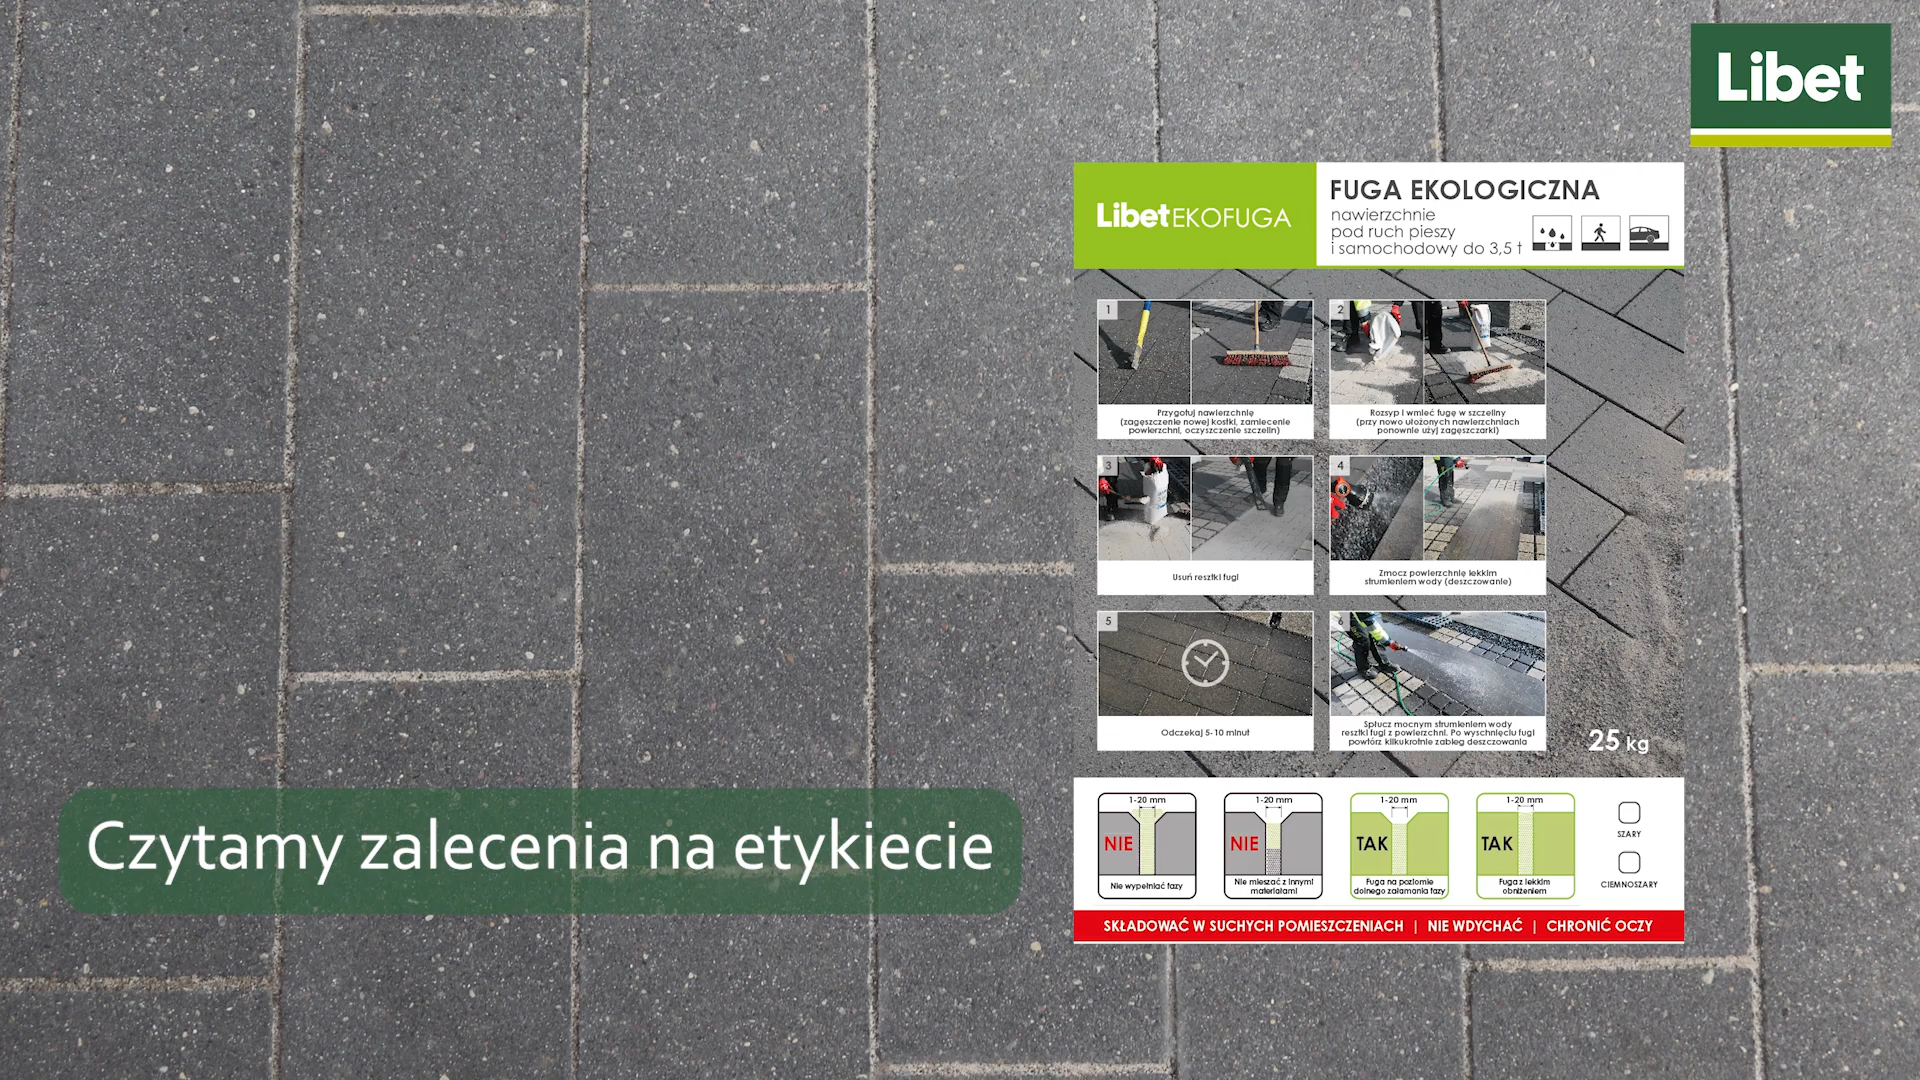 Libet
Libet EKOFUGA
FUGA EKOLOGICZNA
nawierzchnie
pod ruch pieszy
i samochodowy do 3,5 t
1
Przygotuj nawierzchnię
(zagęszczenie nowej kostki, zamiecenie
powierzchni, oczyszczenie szczelin)
2
Rozsyp i wmieć fugę w szczeliny
(przy nowo ułożonych nawierzchniach
ponownie użyj zagęszczarki)
3
Usuń resztki fugi
4
Zmocz powierzchnię lekkim
strumieniem wody (deszczowanie)
5
Odczekaj 5-10 minut
6
Spłucz mocnym strumieniem wody
resztki fugi z powierzchni. Po wyschnięciu fugi
powtórz kilkukrotnie zabieg deszczowania
25 kg
1-20 mm
NIE
Nie wypełniać fazy
1-20 mm
NIE
Nie mieszać z innymi
materiałami
1-20 mm
TAK
Fuga na poziomie
dolnego załamania fazy
1-20 mm
TAK
Fuga z lekkim
obniżeniem
SZARY
CIEMNOSZARY
SKŁADOWAĆ W SUCHYCH POMIESZCZENIACH | NIE WDYCHAĆ | CHRONIĆ OCZY
Czytamy zalecenia na etykiecie